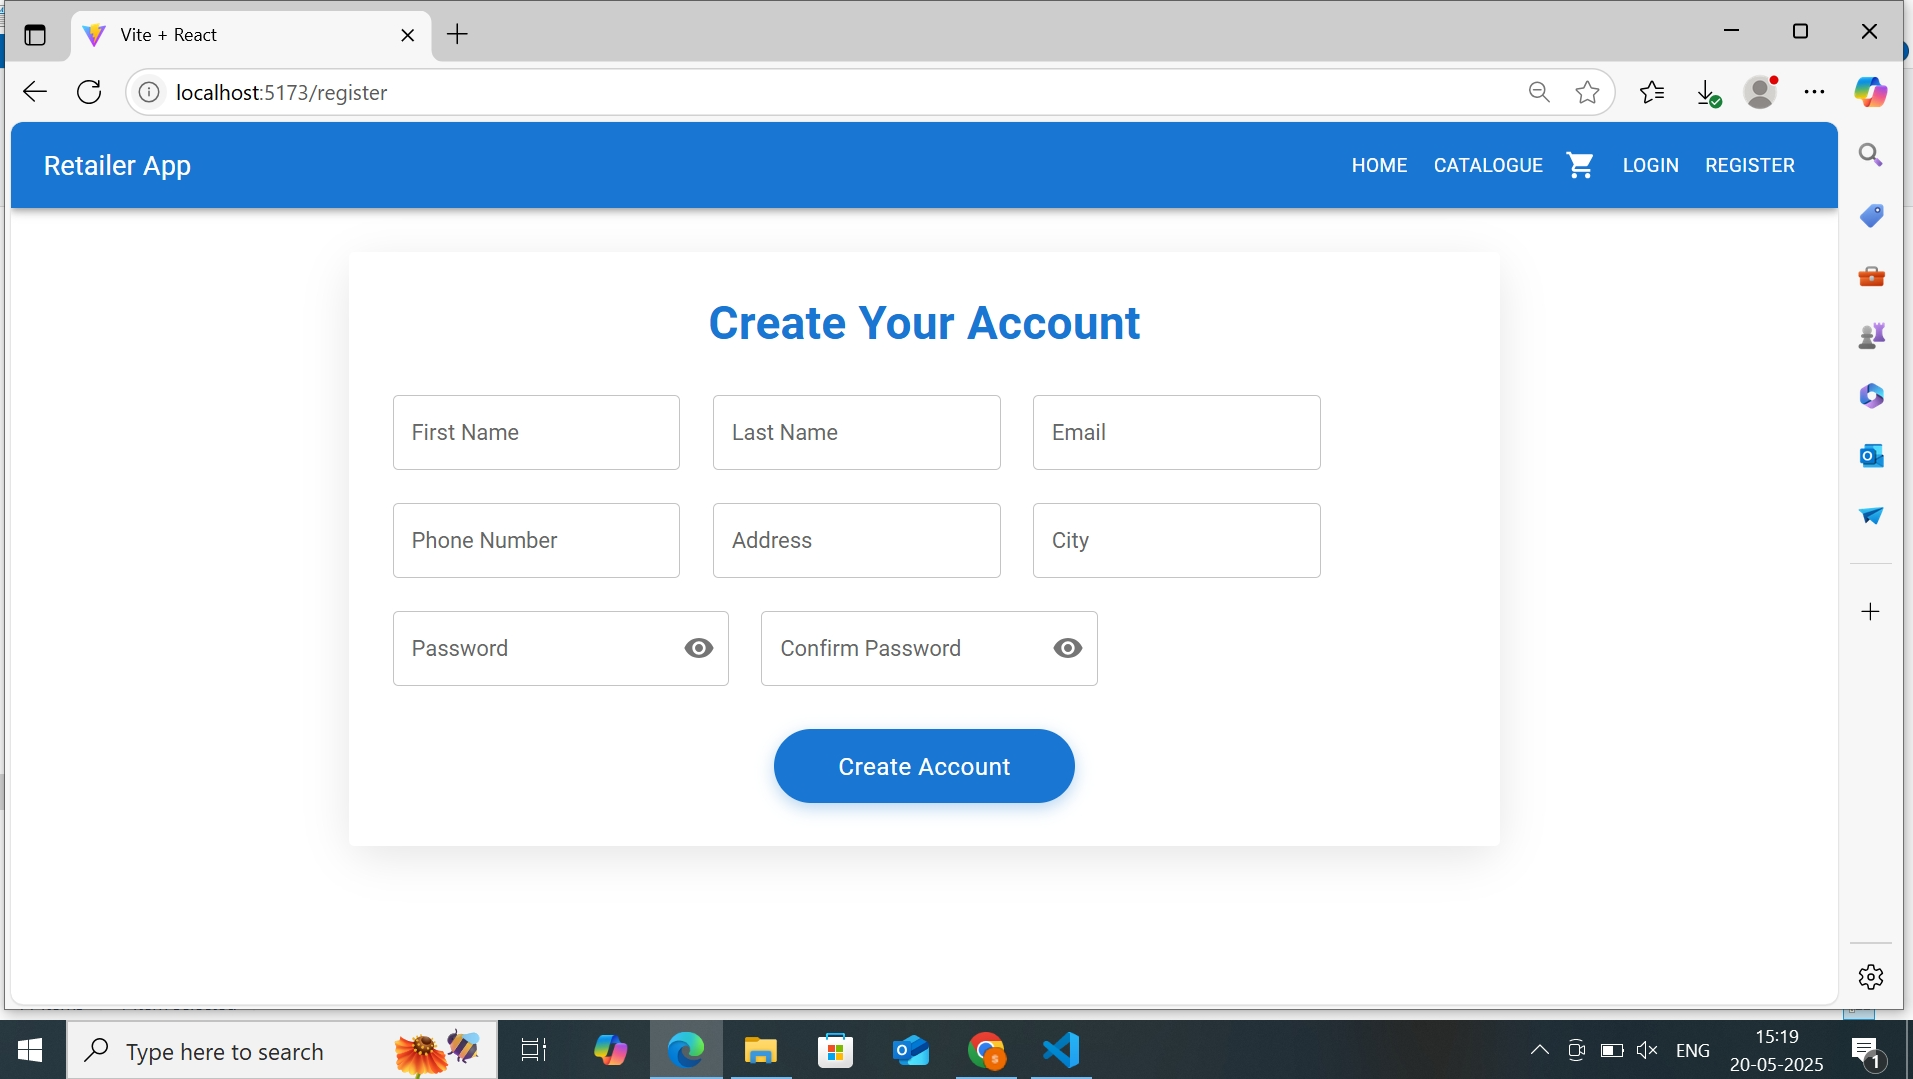 Vite + React
localhost:5173/register
Retailer App
HOME CATALOGUE LOGIN REGISTER
Create Your Account
First Name Last Name Email
Phone Number Address City
Password Confirm Password
Create Account
Type here to search
ENG
15:19
20-05-2025
1